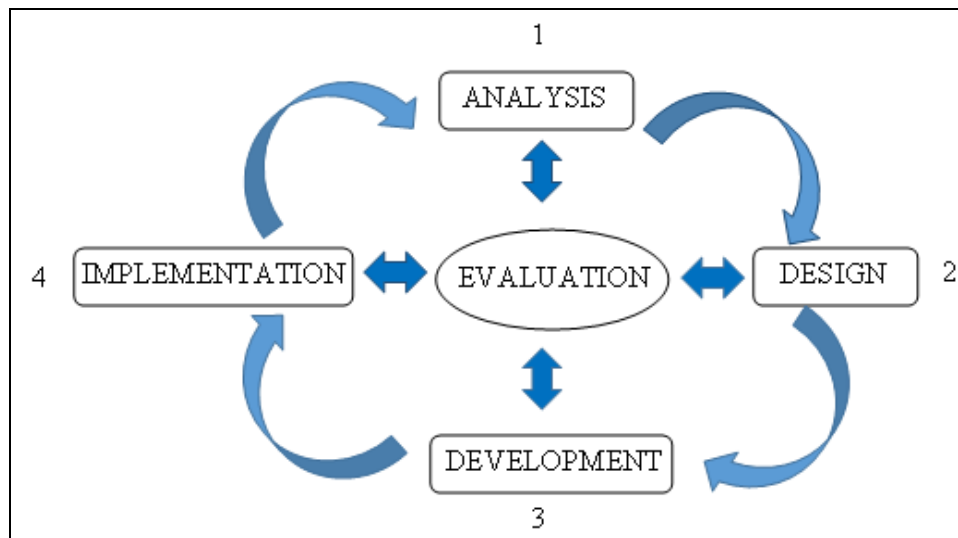 1
ANALYSIS
4 IMPLEMENTATION EVALUATION DESIGN 2
DEVELOPMENT
3